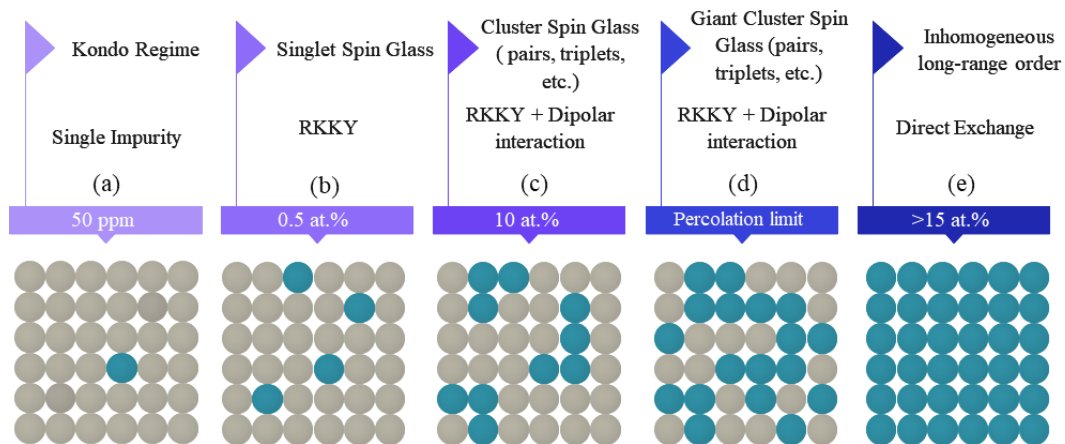 Kondo Regime
Single Impurity
(a)
50 ppm
Singlet Spin Glass
RKKY
(b)
0.5 at.%
Cluster Spin Glass
( pairs, triplets,
etc.)
RKKY + Dipolar
interaction
(c)
10 at.%
Giant Cluster Spin
Glass (pairs,
triplets, etc.)
RKKY + Dipolar
interaction
(d)
Percolation limit
Inhomogeneous
long-range order
Direct Exchange
(e)
>15 at.%